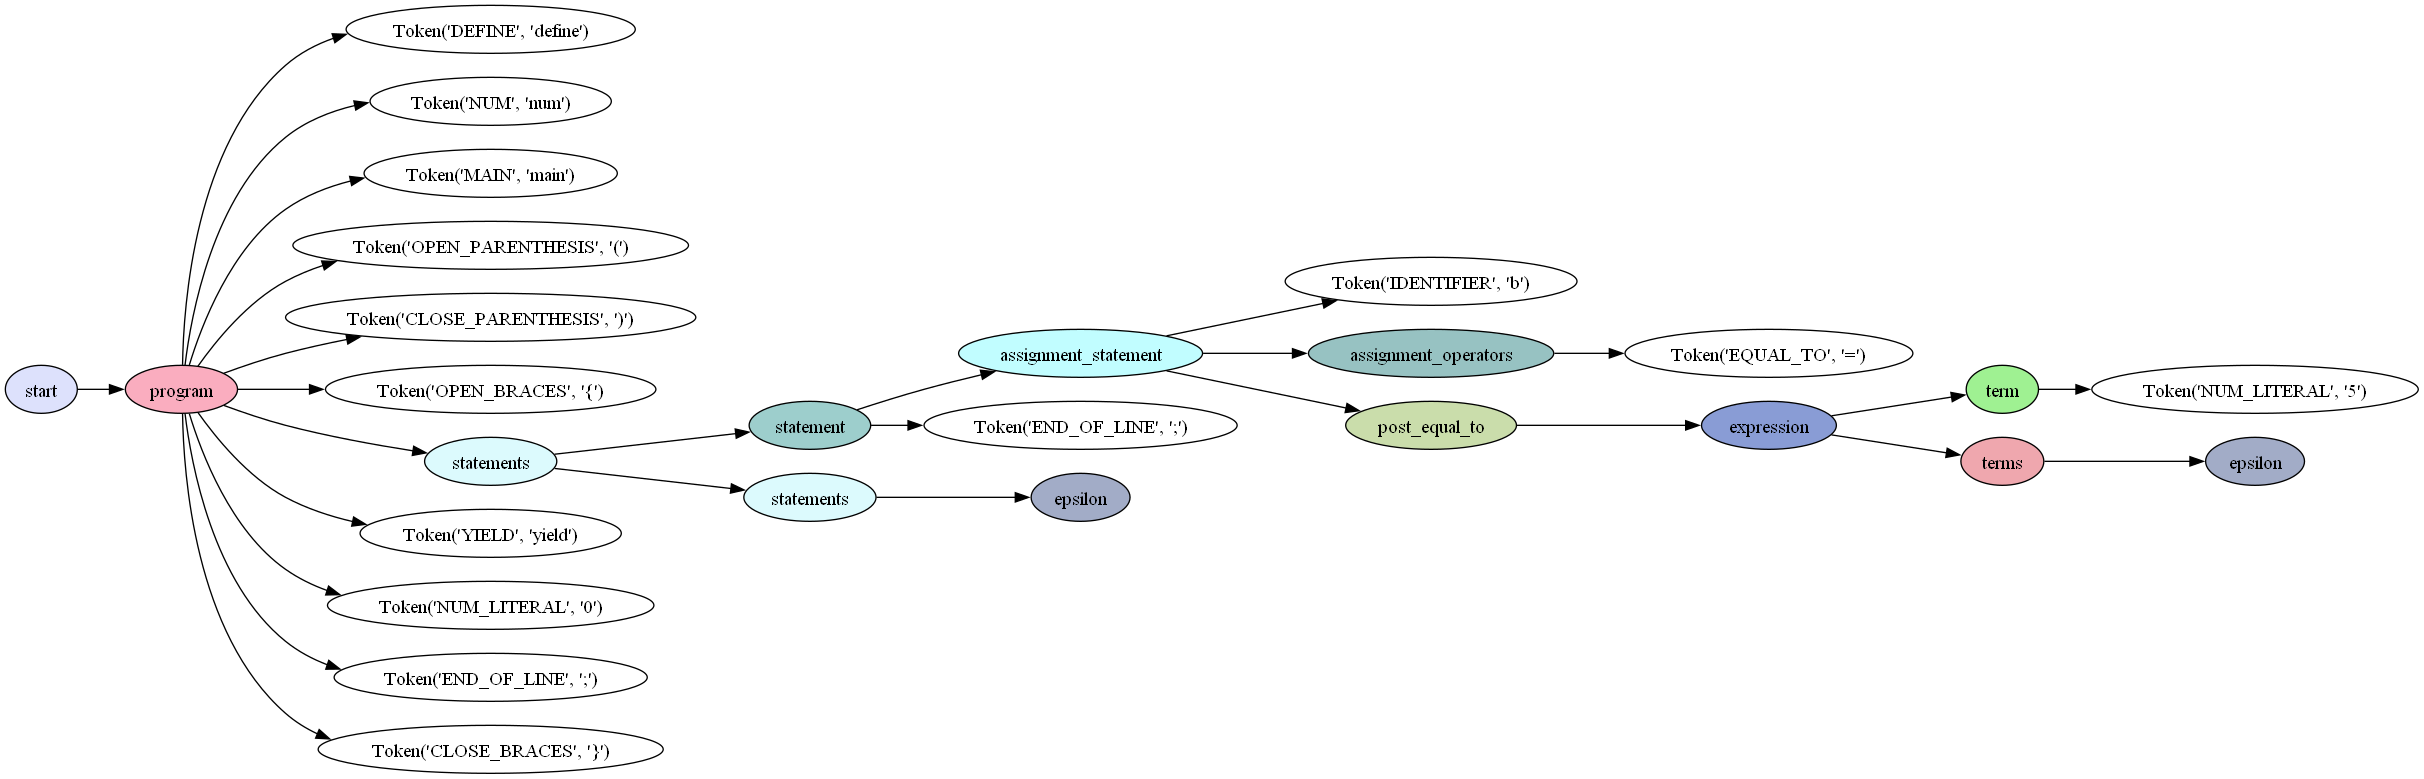 start
program
Token('DEFINE', 'define')
Token('NUM', 'num')
Token('MAIN', 'main')
Token('OPEN_PARENTHESIS', '(')
Token('CLOSE_PARENTHESIS', ')')
Token('OPEN_BRACES', '{')
statements
statement
assignment_statement
Token('IDENTIFIER', 'b')
assignment_operators
Token('EQUAL_TO', '=')
post_equal_to
expression
term
Token('NUM_LITERAL', '5')
terms
epsilon
Token('END_OF_LINE', ';')
statements
epsilon
Token('YIELD', 'yield')
Token('NUM_LITERAL', '0')
Token('END_OF_LINE', ';')
Token('CLOSE_BRACES', '}')